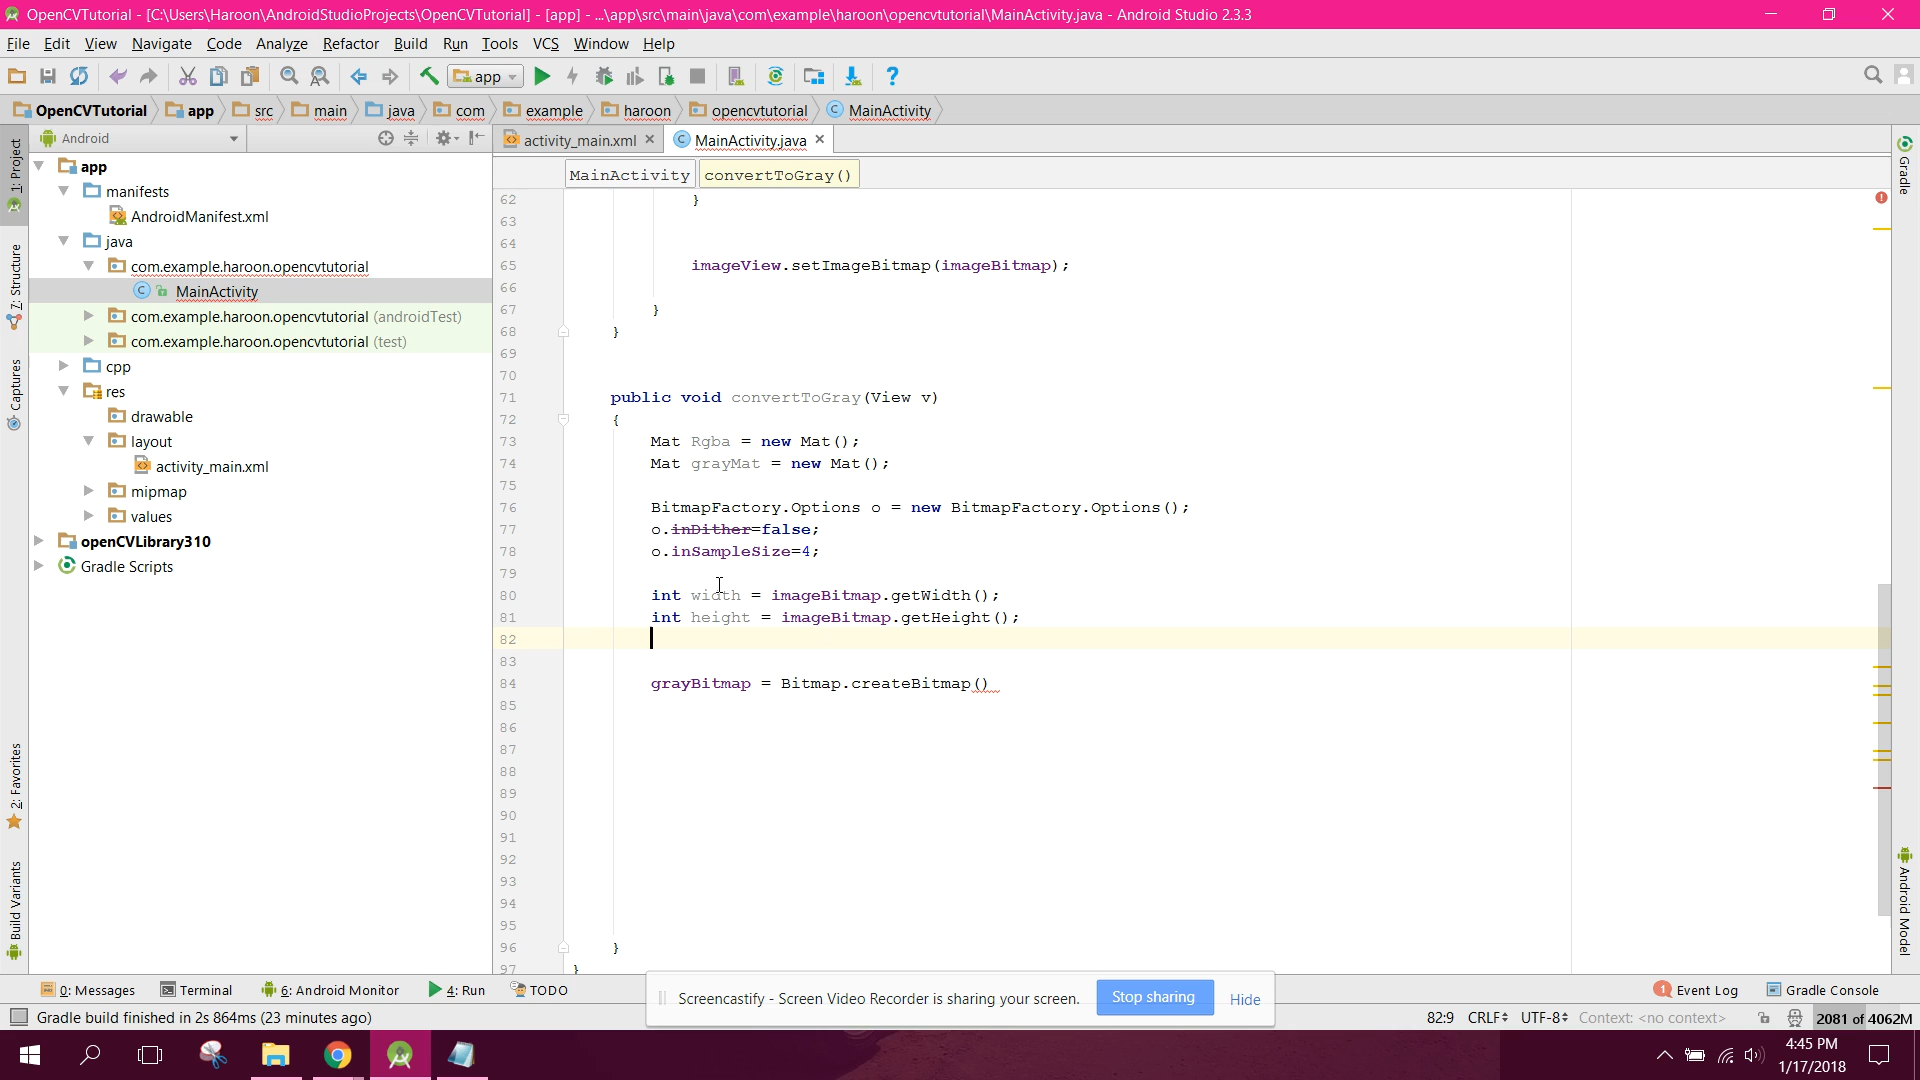 OpenCVTutorial - [C:\Users\Haroon\AndroidStudioProjects\OpenCVTutorial] - [app] - ...\app\src\main\java\com\example\haroon\opencvtutorial\MainActivity.java - Android Studio 2.3.3
File Edit View Navigate Code Analyze Refactor Build Run Tools VCS Window Help
app
OpenCVTutorial app src main java com example haroon opencvtutorial MainActivity
Android
activity_main.xml MainActivity.java
MainActivity convertToGray()
1: Project
7: Structure
Captures
2: Favorites
Build Variants
app
manifests
AndroidManifest.xml
java
com.example.haroon.opencvtutorial
MainActivity
com.example.haroon.opencvtutorial (androidTest)
com.example.haroon.opencvtutorial (test)
cpp
res
drawable
layout
activity_main.xml
mipmap
values
openCVLibrary310
Gradle Scripts
62 }
63
64
65 imageView.setImageBitmap(imageBitmap);
66
67 }
68 }
69
70
71 public void convertToGray(View v)
72 {
73 Mat Rgba = new Mat();
74 Mat grayMat = new Mat();
75
76 BitmapFactory.Options o = new BitmapFactory.Options();
77 o.inDither=false;
78 o.inSampleSize=4;
79
80 int width = imageBitmap.getWidth();
81 int height = imageBitmap.getHeight();
82
83
84 grayBitmap = Bitmap.createBitmap()
85
86
87
88
89
90
91
92
93
94
95
96 }
97 }
Gradle
Android Model
0: Messages Terminal 6: Android Monitor 4: Run TODO
Screencastify - Screen Video Recorder is sharing your screen. Stop sharing Hide
1 Event Log Gradle Console
Gradle build finished in 2s 864ms (23 minutes ago)
82:9 CRLF UTF-8 Context: <no context> 2081 of 4062M
4:45 PM
1/17/2018